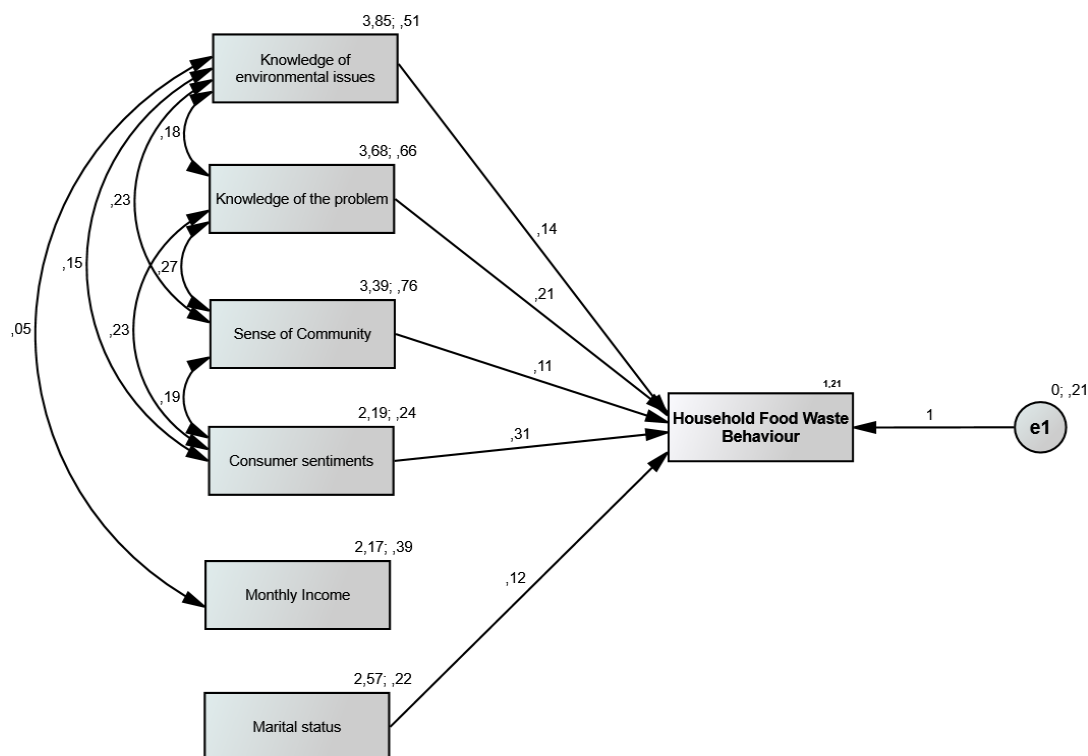 3,85; ,51
Knowledge of
environmental issues
,18
3,68; ,66
Knowledge of the problem
,23
,14
,15
,27
,21
3,39; ,76
,05
,23
Sense of Community
,11
,19
1,21
0; ,21
2,19; ,24
Household Food Waste
Behaviour
1
e1
,31
Consumer sentiments
2,17; ,39
,12
Monthly Income
2,57; ,22
Marital status